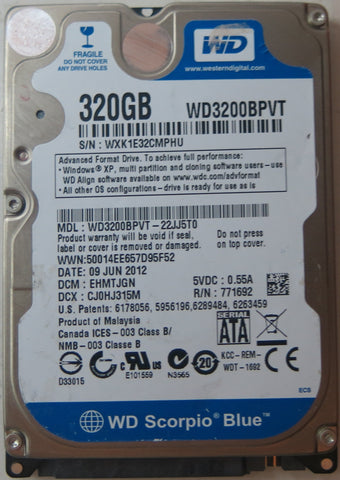 FRAGILE
DO NOT COVER
ANY DRIVE HOLES
WD
www.westerndigital.com
320GB WD3200BPVT
S/N : WXK1E32CMPHU
Advanced Format Drive. To achieve full performance:
• Windows® XP, multi partition and cloning software users - use
WD Align software available on www.wdc.com/advformat
• All other OS configurations - drive is ready for use as is
MDL : WD3200BPVT-22JJ5T0
Product warranty will be void if seal,
label or cover is removed or damaged.
Do not press
on top cover.
WWN:50014EE657D95F52
DATE: 09 JUN 2012
DCM : EHMTJGN
5VDC : 0.55A
DCX : CJ0HJ315M
R/N : 771692
U.S. Patents: 6178056, 5956196,6289484, 6263459
Product of Malaysia
Canada ICES-003 Class B/
NMB-003 Classe B
SERIAL
ATA
D33015
E101559
N3565
20
KCC-REM-
WDT-1692
ECS
WD Scorpio® Blue™